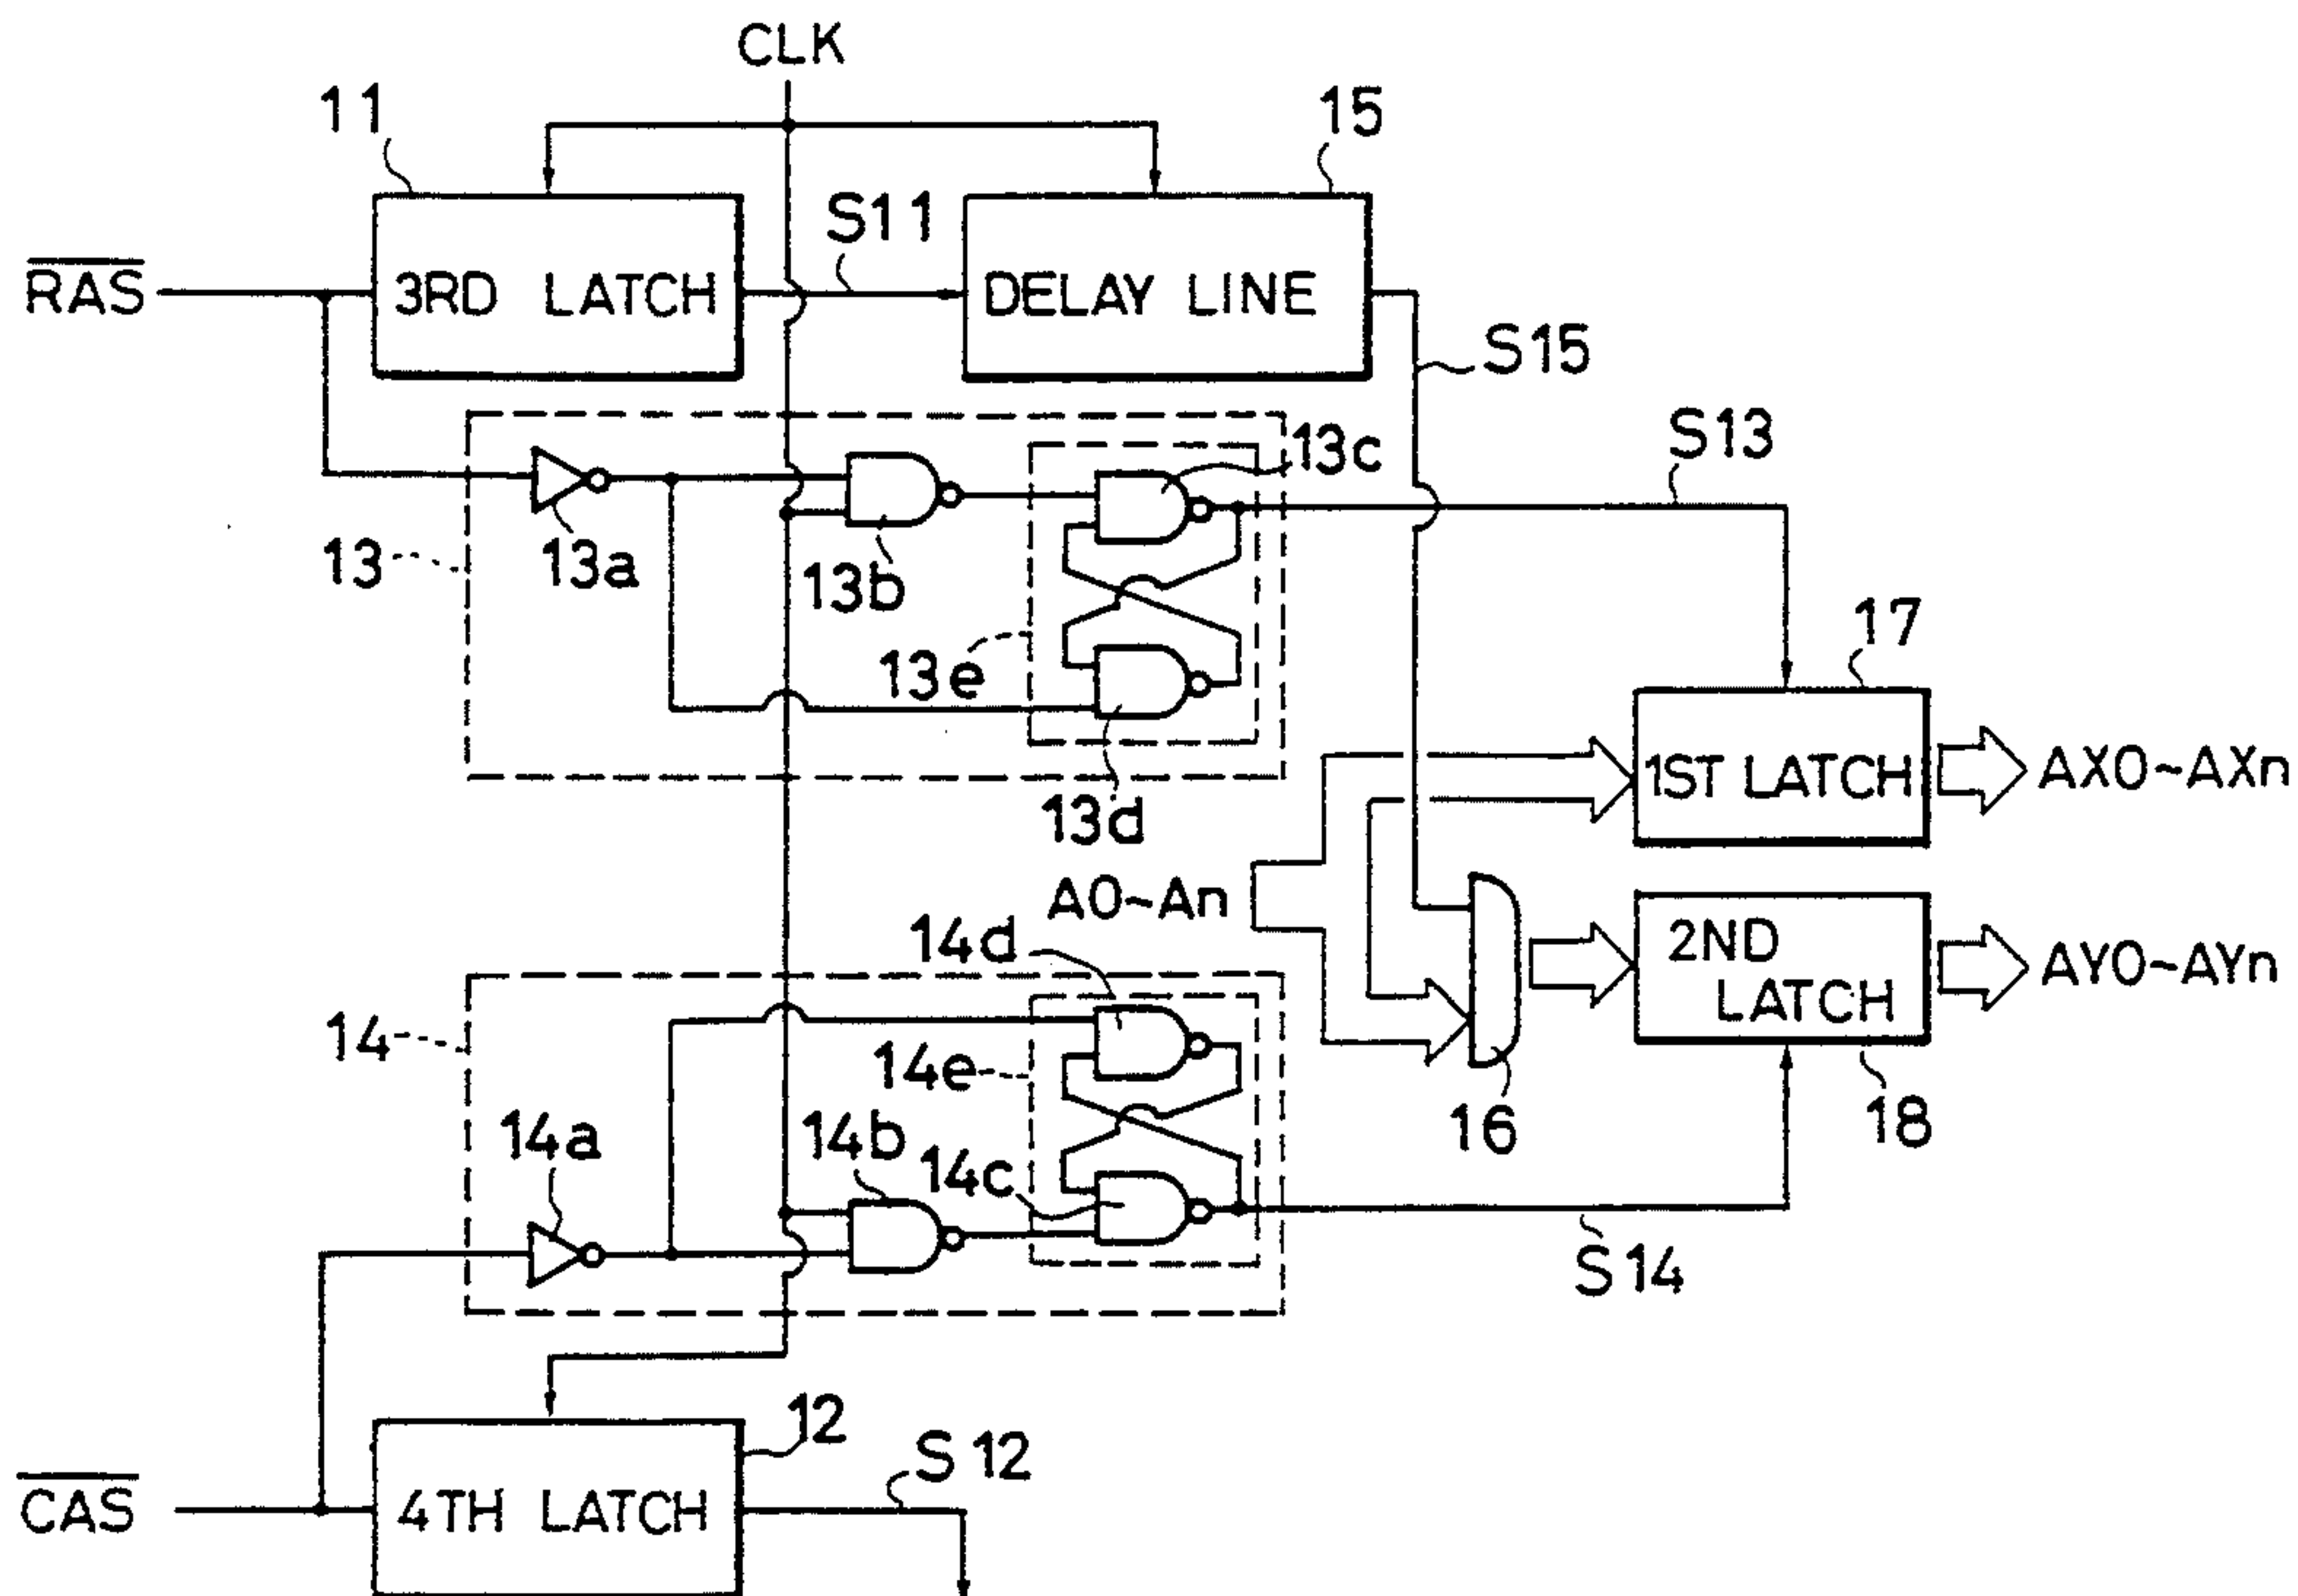 CLK
11
15
S11
R̅A̅S̅
3RD LATCH
DELAY LINE
S15
S13
13c
13
13a
13b
13e
17
13d
1ST LATCH
AX0~AXn
A0~An
14d
2ND
LATCH
AY0~AYn
14
14e
14a
14b
14c
16
18
S14
12
S12
C̅A̅S̅
4TH LATCH